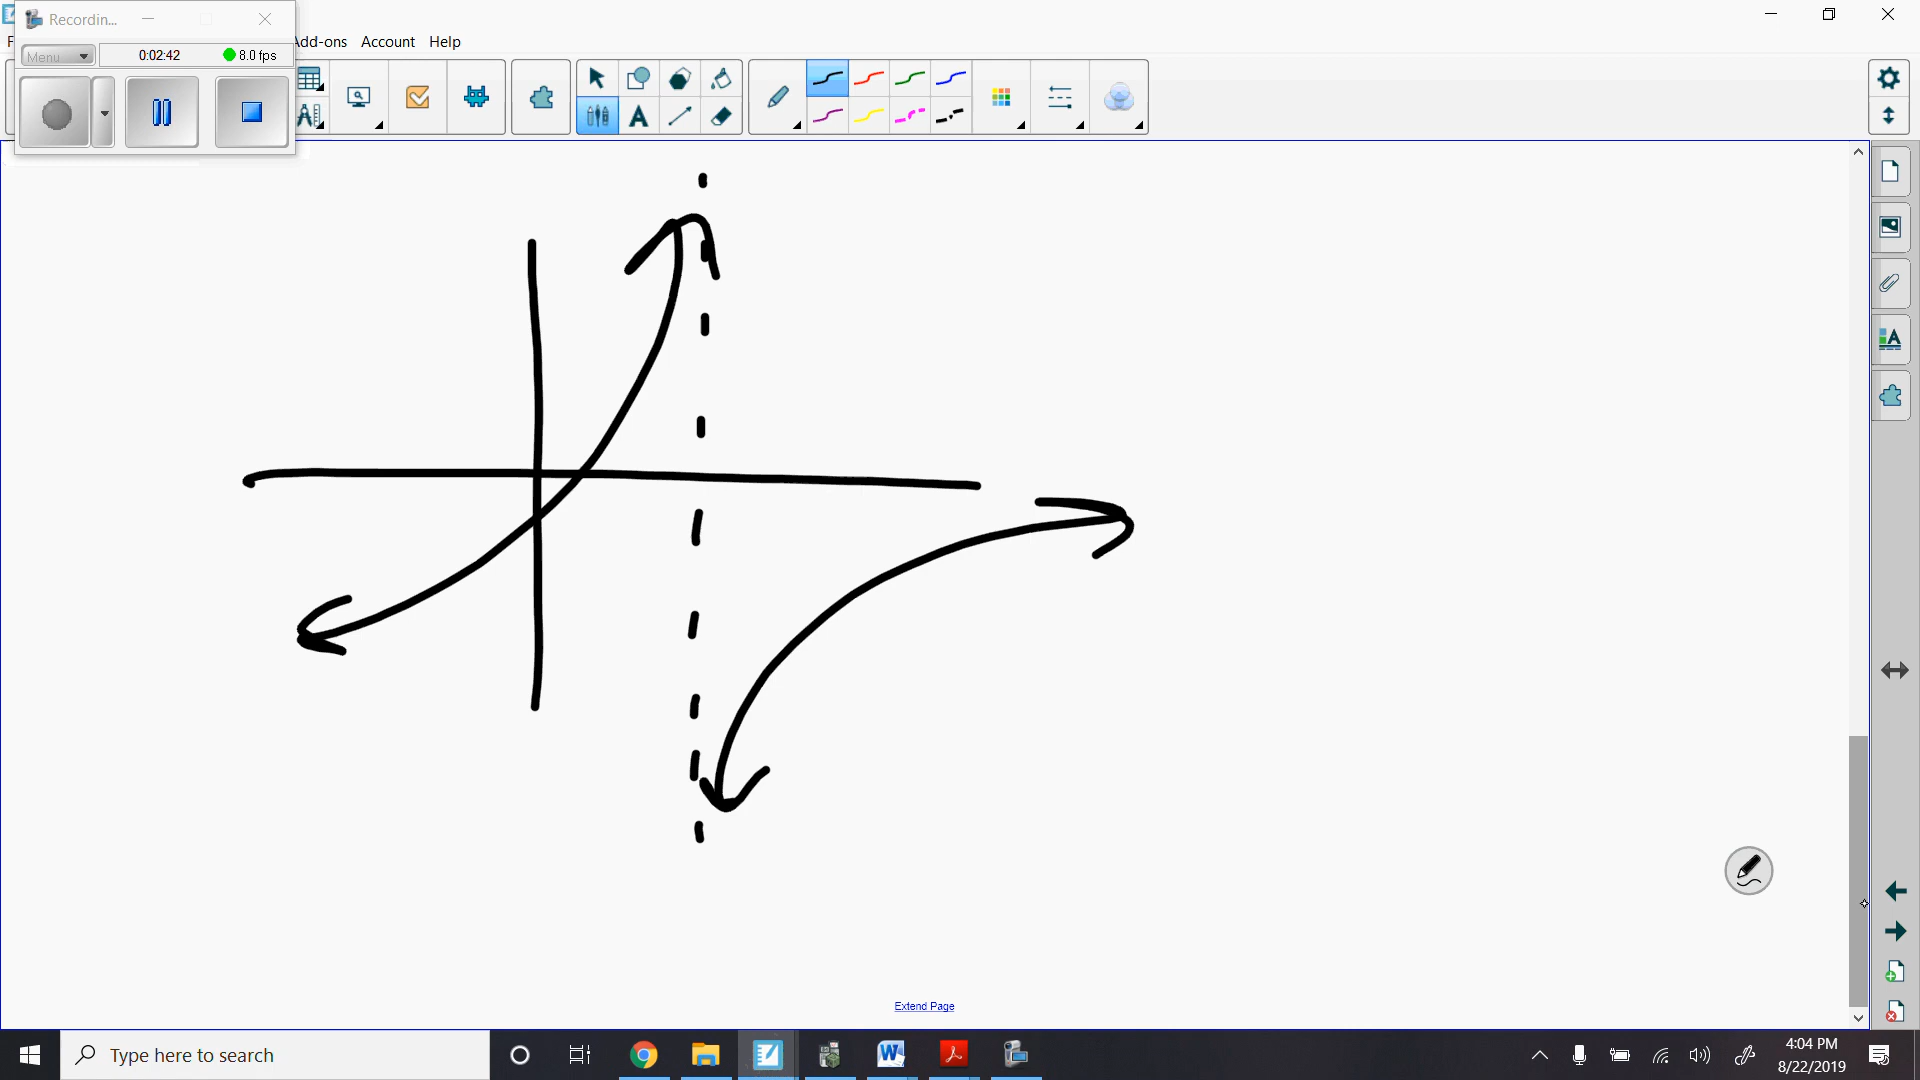 Recordin...
Menu
0:02:42
8.0 fps
Add-ons Account Help
Extend Page
Type here to search
4:04 PM
8/22/2019